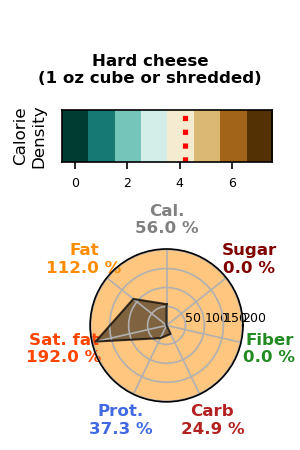 Hard cheese
(1 oz cube or shredded)
Calorie
Density
0 2 4 6
Cal.
56.0 %
Fat
112.0 %
Sugar
0.0 %
50 100 150 200
Sat. fat
192.0 %
Fiber
0.0 %
Prot.
37.3 %
Carb
24.9 %